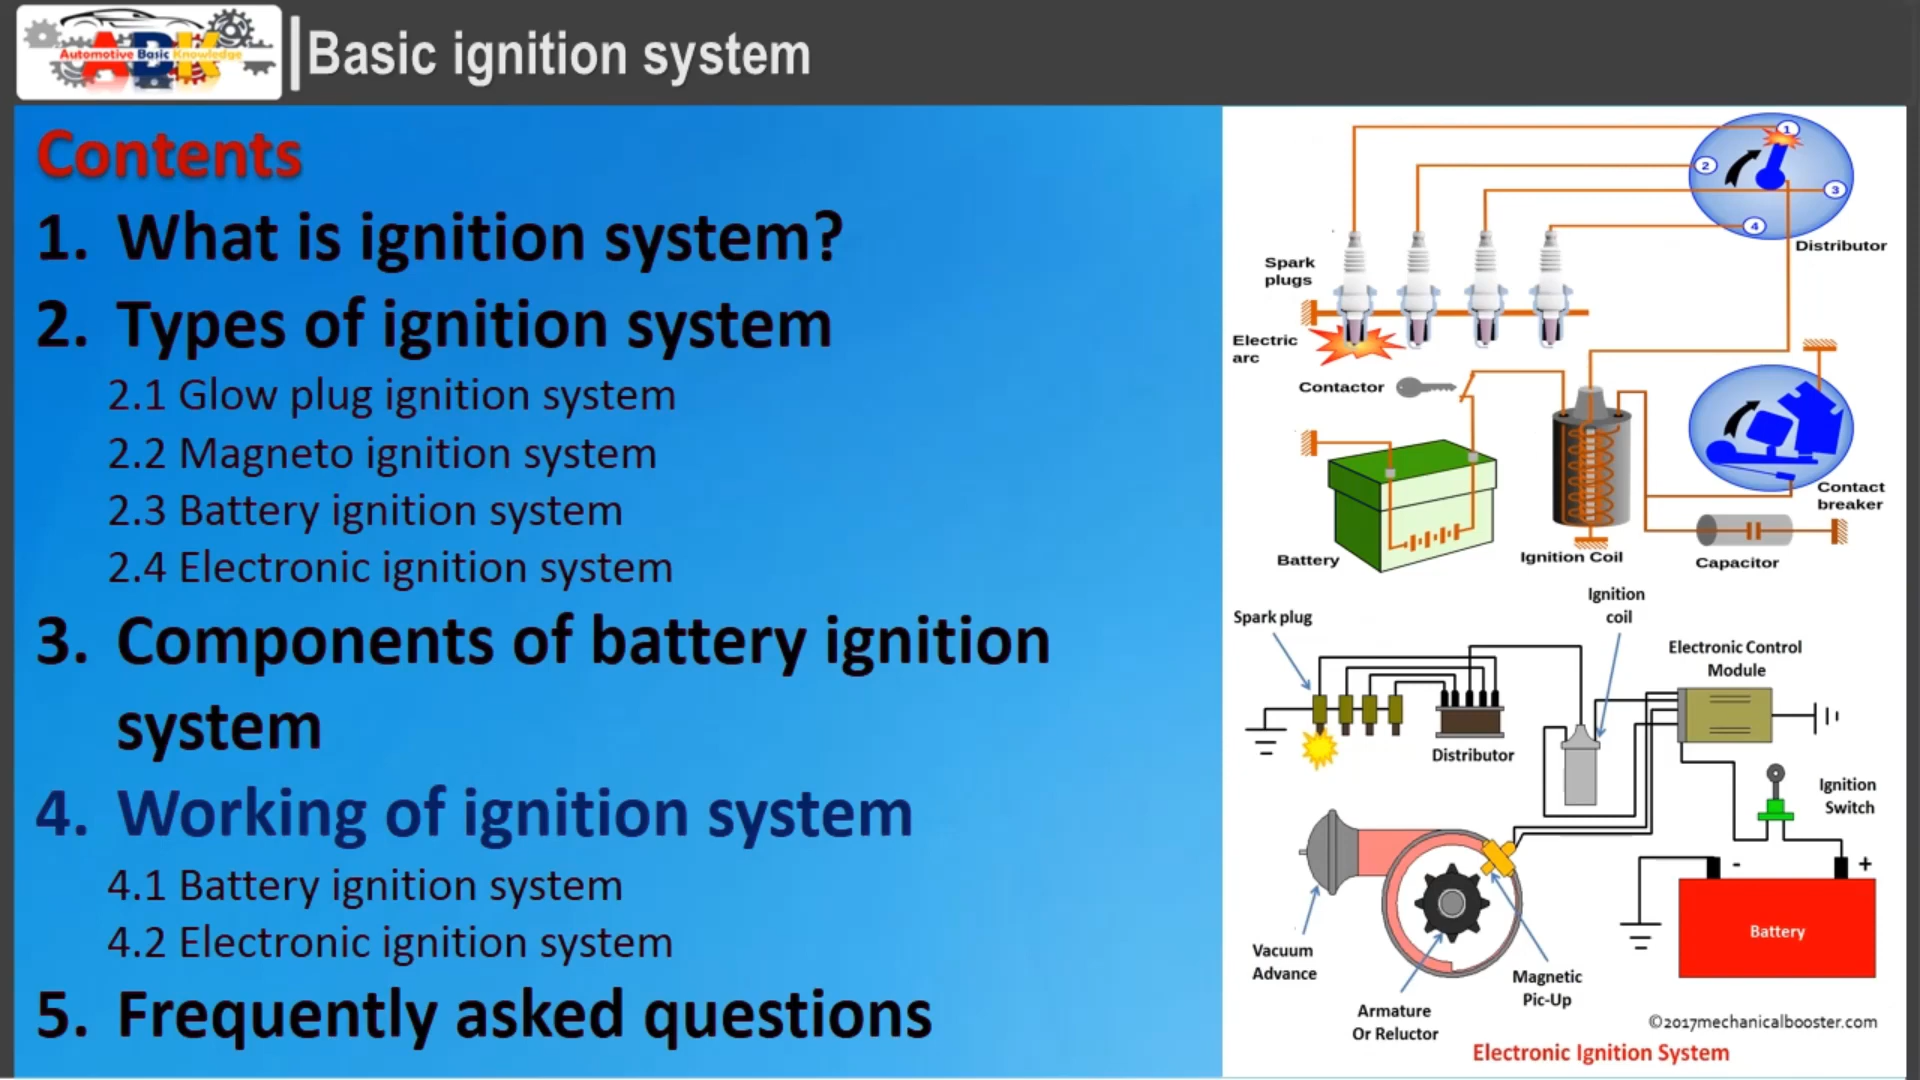 ABK
Automotive Basic Knowledge
Basic ignition system
Contents
1. What is ignition system?
2. Types of ignition system
2.1 Glow plug ignition system
2.2 Magneto ignition system
2.3 Battery ignition system
2.4 Electronic ignition system
3. Components of battery ignition
system
4. Working of ignition system
4.1 Battery ignition system
4.2 Electronic ignition system
5. Frequently asked questions
1
2
3
4
Distributor
Spark
plugs
Electric
arc
Contactor
Contact
breaker
Battery
Ignition Coil
Capacitor
Ignition
coil
Spark plug
Electronic Control
Module
Distributor
Ignition
Switch
- +
Battery
Vacuum
Advance
Magnetic
Pic-Up
Armature
Or Reluctor
©2017mechanicalbooster.com
Electronic Ignition System